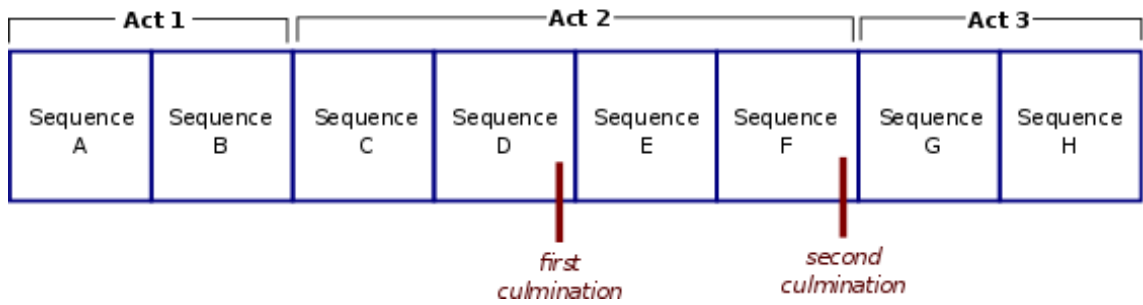 Act 1
Act 2
Act 3
Sequence
A
Sequence
B
Sequence
C
Sequence
D
Sequence
E
Sequence
F
Sequence
G
Sequence
H
first
culmination
second
culmination